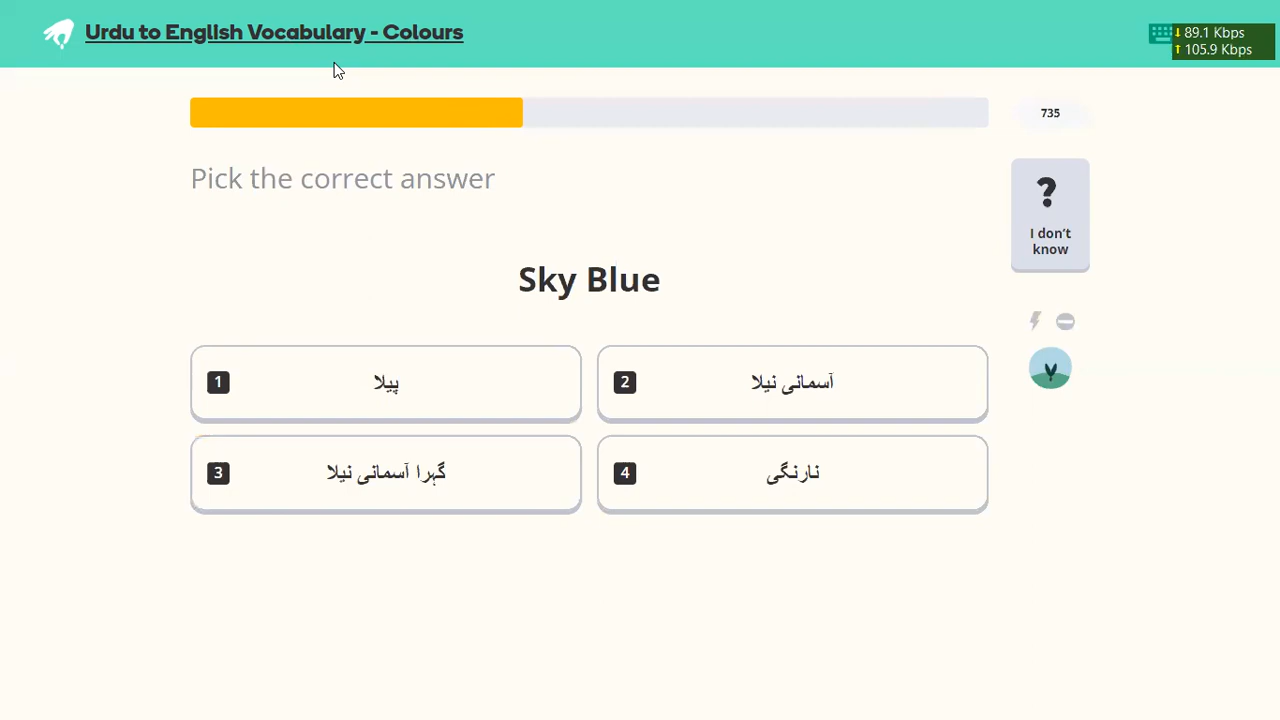 Urdu to English Vocabulary - Colours
↓ 89.1 Kbps
↑ 105.9 Kbps
735
Pick the correct answer
?
I don't
know
Sky Blue
1 پیلا
2 آسمانی نیلا
3 گہرا آسمانی نیلا
4 نارنگی